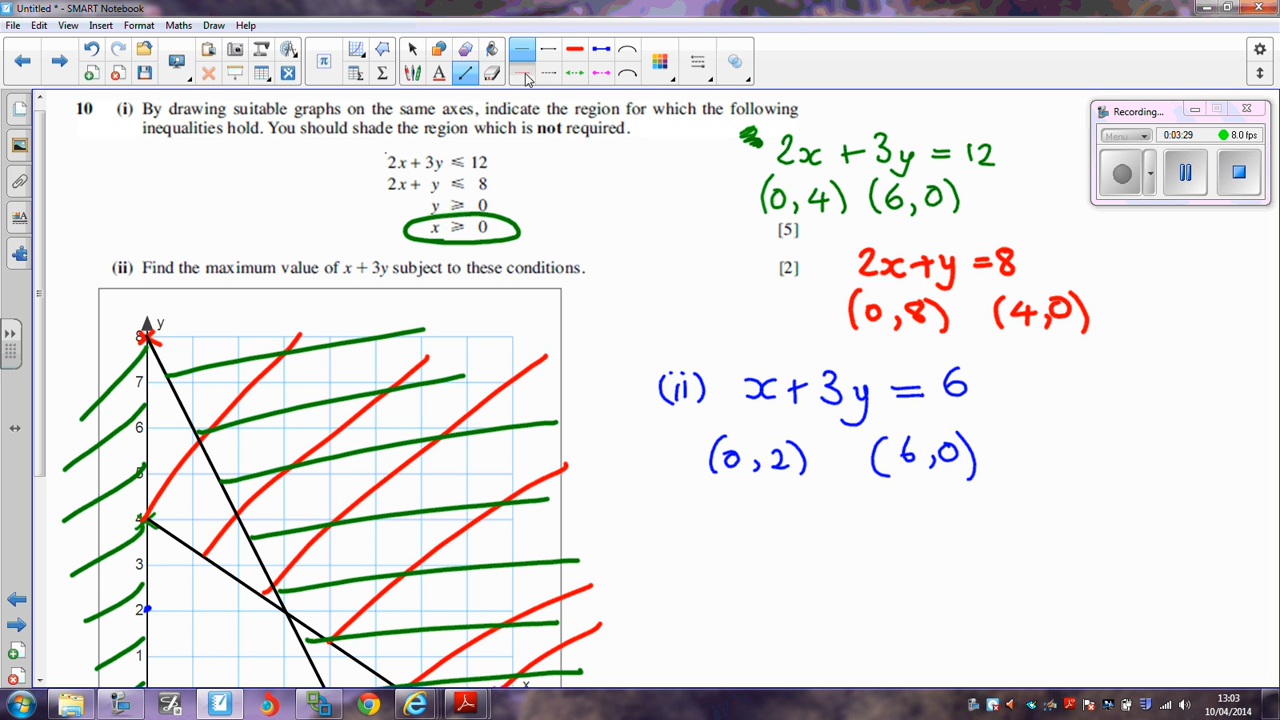 Untitled * - SMART Notebook
File Edit View Insert Format Maths Draw Help
10 (i) By drawing suitable graphs on the same axes, indicate the region for which the following
inequalities hold. You should shade the region which is not required.
2x + 3y ⩽ 12
2x + y ⩽ 8
y ⩾ 0
x ⩾ 0
[5]
(ii) Find the maximum value of x + 3y subject to these conditions.
[2]
2x + 3y = 12
(0,4) (6,0)
2x+y =8
(0,8) (4,0)
(ii) x+3y = 6
(0,2) (6,0)
y
8
7
6
5
4
3
2
1
x
Recording...
Menu
0:03:29
8.0 fps
13:03
10/04/2014